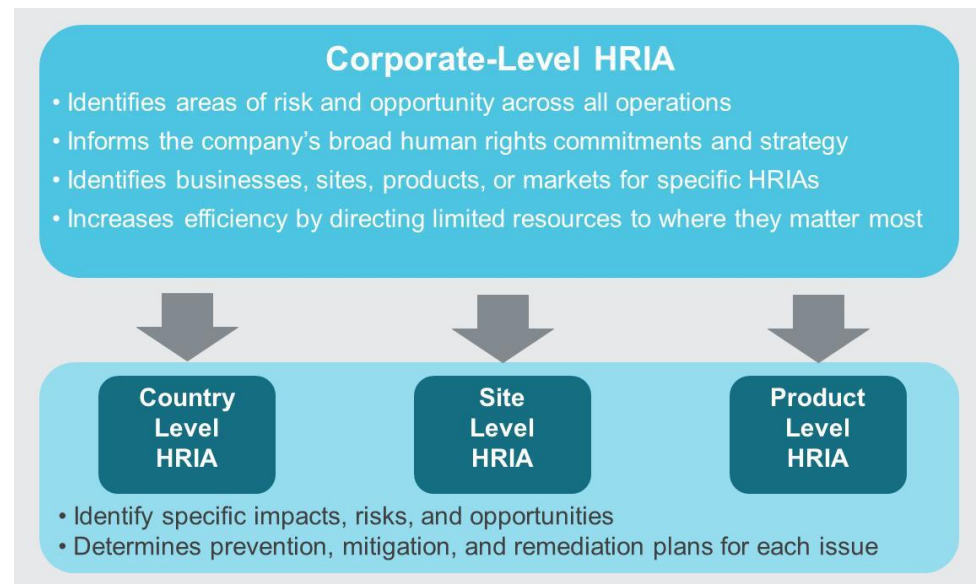 Corporate-Level HRIA
• Identifies areas of risk and opportunity across all operations
• Informs the company's broad human rights commitments and strategy
• Identifies businesses, sites, products, or markets for specific HRIAs
• Increases efficiency by directing limited resources to where they matter most
Country
Level
HRIA
Site
Level
HRIA
Product
Level
HRIA
• Identify specific impacts, risks, and opportunities
• Determines prevention, mitigation, and remediation plans for each issue